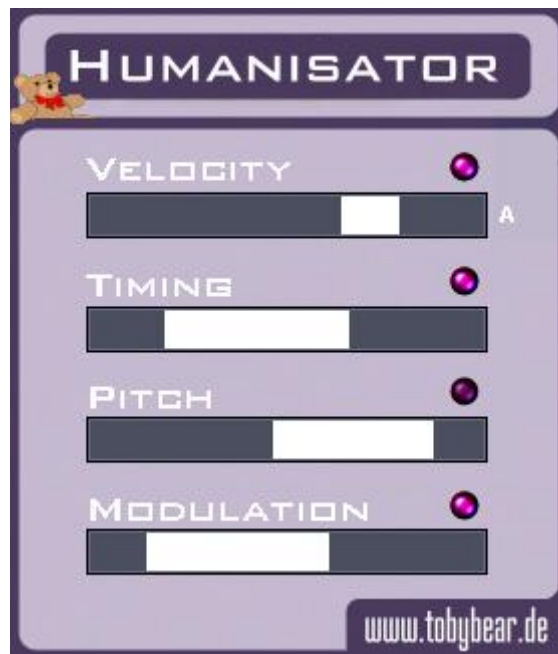 HUMANISATOR
VELOCITY
A
TIMING
PITCH
MODULATION
www.tobybear.de